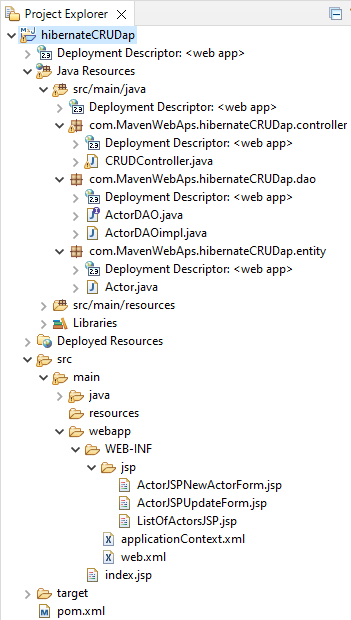 Project Explorer
hibernateCRUDap
Deployment Descriptor: <web app>
Java Resources
src/main/java
Deployment Descriptor: <web app>
com.MavenWebAps.hibernateCRUDap.controller
Deployment Descriptor: <web app>
CRUDController.java
com.MavenWebAps.hibernateCRUDap.dao
Deployment Descriptor: <web app>
ActorDAO.java
ActorDAOimpl.java
com.MavenWebAps.hibernateCRUDap.entity
Deployment Descriptor: <web app>
Actor.java
src/main/resources
Libraries
Deployed Resources
src
main
java
resources
webapp
WEB-INF
jsp
ActorJSPNewActorForm.jsp
ActorJSPUpdateForm.jsp
ListOfActorsJSP.jsp
applicationContext.xml
web.xml
index.jsp
target
pom.xml